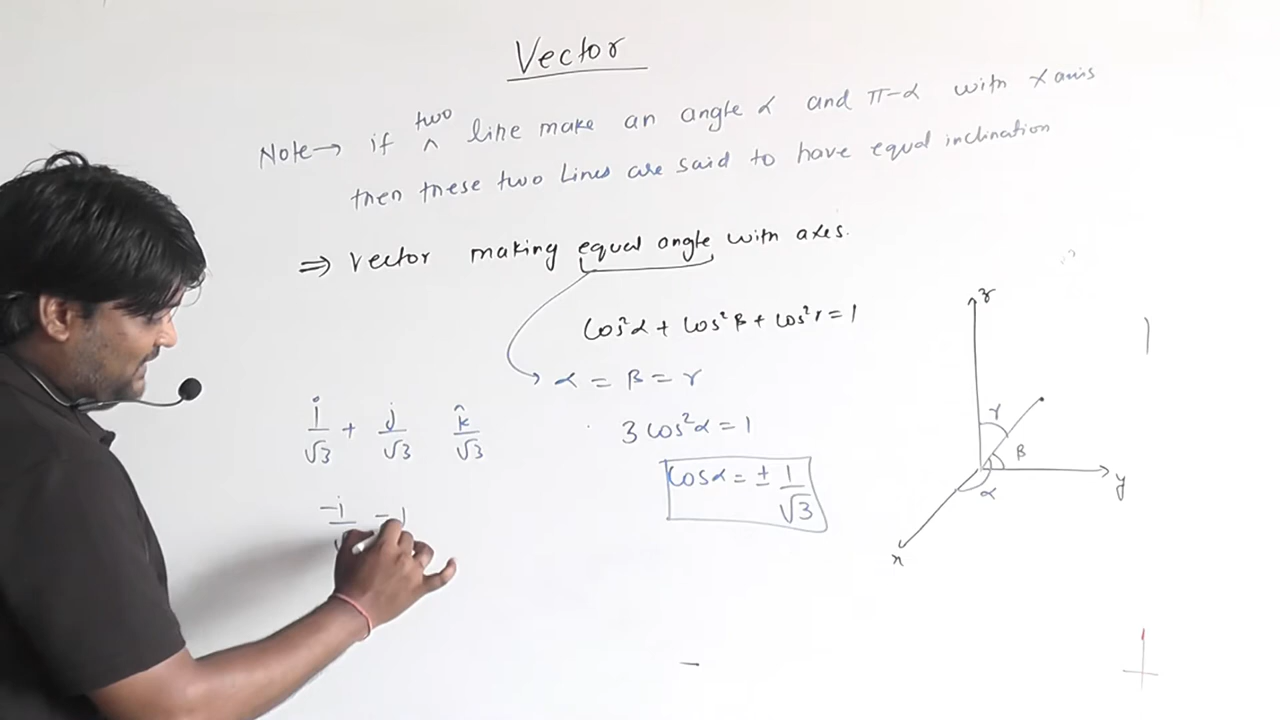 Vector
Note → if two line make an angle α and π-α with x axis
then these two Lines are said to have equal inclination
⇒ Vector making equal angle with axes.
Cos²α + Cos²β + Cos²γ = 1
α = β = γ
3 Cos²α = 1
Cosα = ± 1/√3
i/√3 + j/√3 k̂/√3
-i
z
γ
β
α
y
x